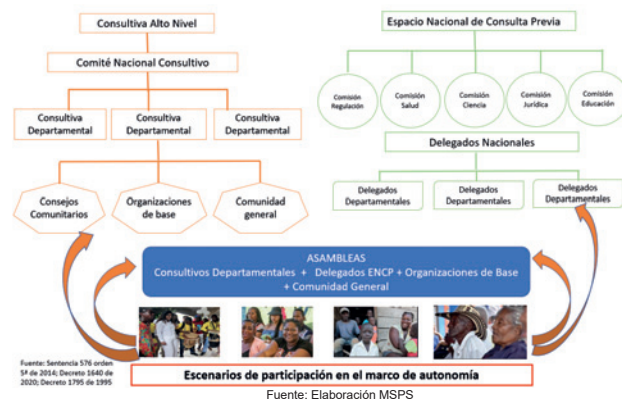 Consultiva Alto Nivel
Comité Nacional Consultivo
Consultiva
Departamental
Consultiva
Departamental
Consultiva
Departamental
Consejos
Comunitarios
Organizaciones
de base
Comunidad
general
Espacio Nacional de Consulta Previa
Comisión
Regulación
Comisión
Salud
Comisión
Ciencia
Comisión
Jurídica
Comisión
Educación
Delegados Nacionales
Delegados
Departamentales
Delegados
Departamentales
Delegados
Departamentales
ASAMBLEAS
Consultivos Departamentales + Delegados ENCP + Organizaciones de Base
+ Comunidad General
Fuente: Sentencia 576 orden
5ª de 2014; Decreto 1640 de
2020; Decreto 1795 de 1995
Escenarios de participación en el marco de autonomía
Fuente: Elaboración MSPS